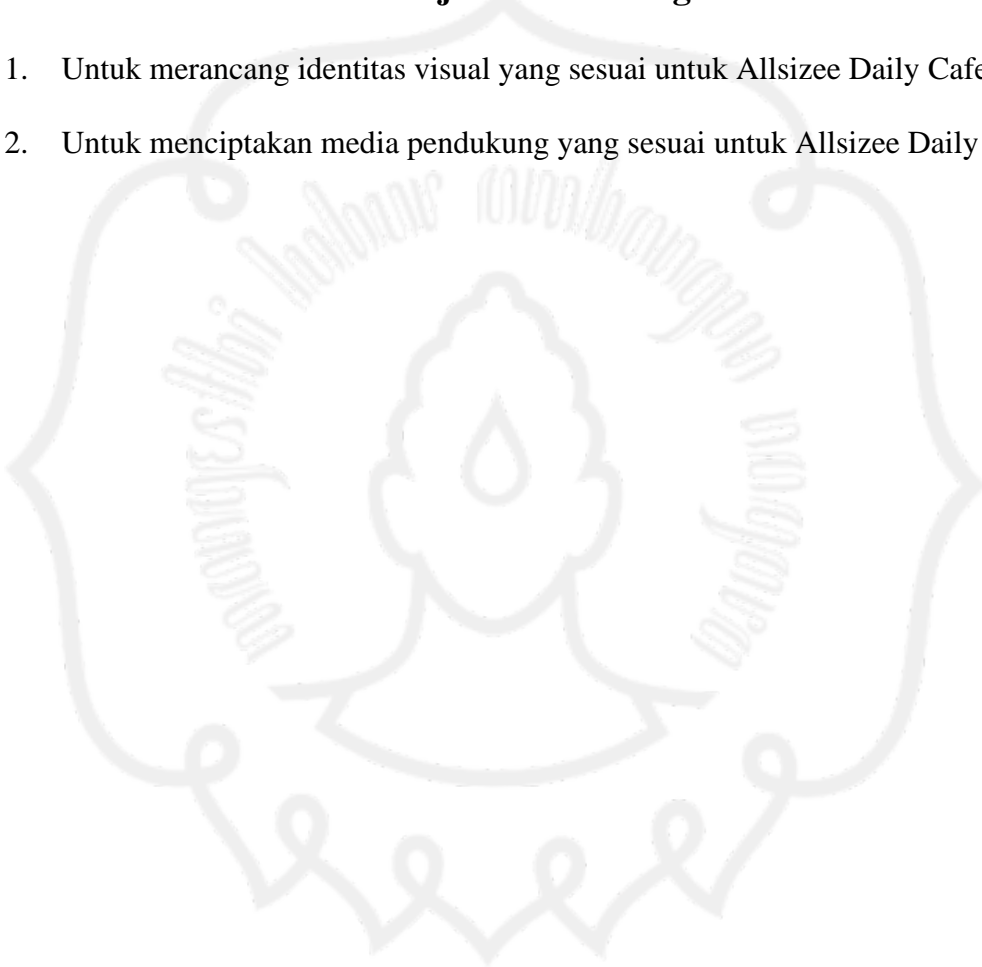 1. Untuk merancang identitas visual yang sesuai untuk Allsizee Daily Cafe
2. Untuk menciptakan media pendukung yang sesuai untuk Allsizee Daily